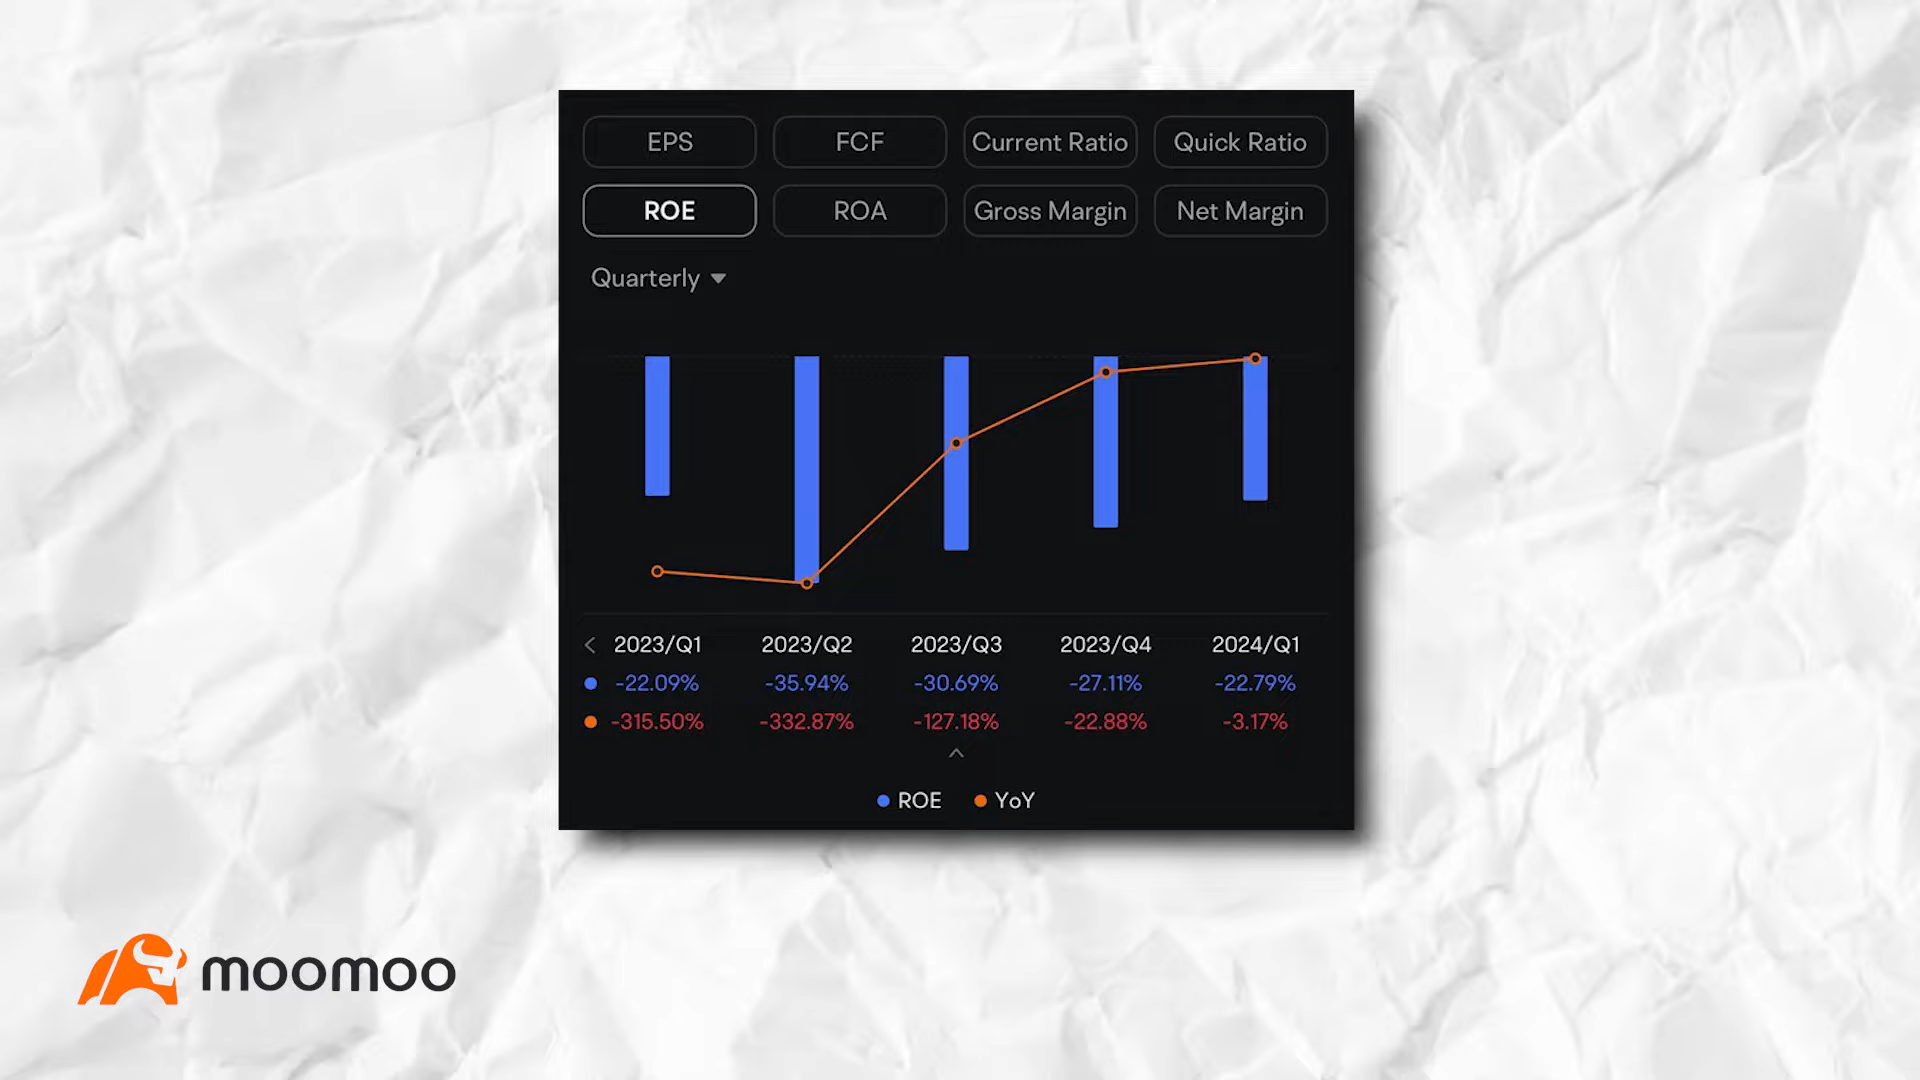 EPS FCF Current Ratio Quick Ratio
ROE ROA Gross Margin Net Margin
Quarterly
2023/Q1 2023/Q2 2023/Q3 2023/Q4 2024/Q1
-22.09% -35.94% -30.69% -27.11% -22.79%
-315.50% -332.87% -127.18% -22.88% -3.17%
ROE YoY
moomoo